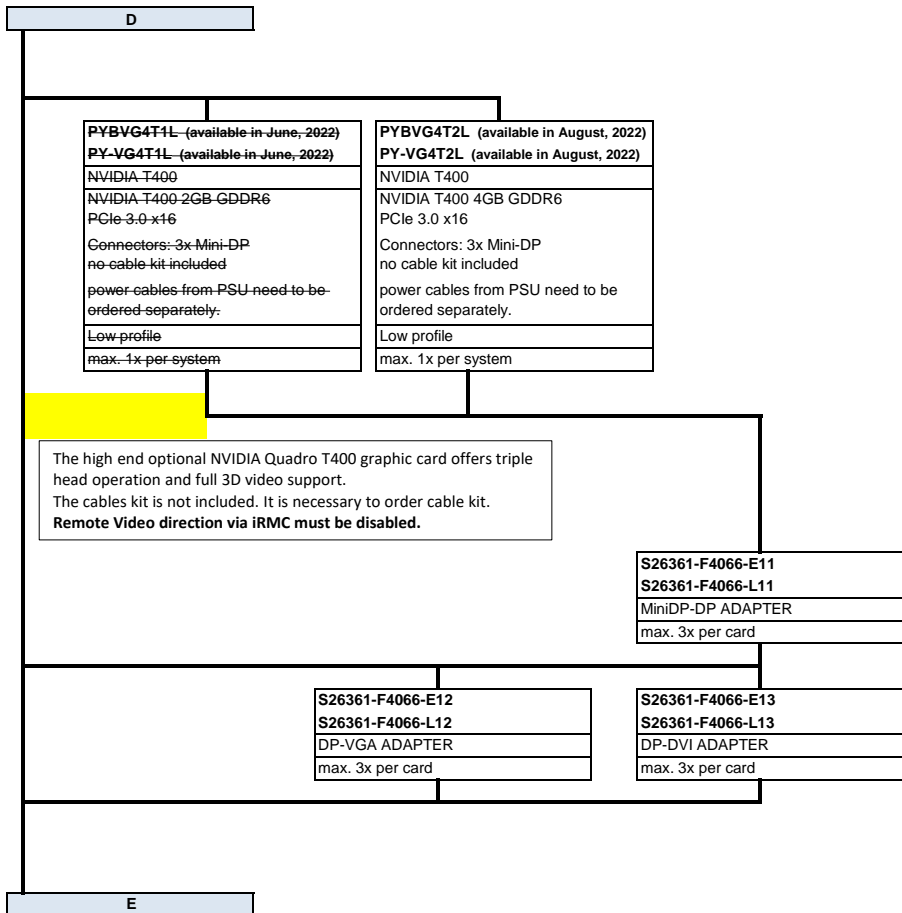 D
PYBVG4T1L (available in June, 2022)
PY-VG4T1L (available in June, 2022)
NVIDIA T400
NVIDIA T400 2GB GDDR6
PCIe 3.0 x16
Connectors: 3x Mini-DP
no cable kit included
power cables from PSU need to be
ordered separately.
Low profile
max. 1x per system
PYBVG4T2L (available in August, 2022)
PY-VG4T2L (available in August, 2022)
NVIDIA T400
NVIDIA T400 4GB GDDR6
PCIe 3.0 x16
Connectors: 3x Mini-DP
no cable kit included
power cables from PSU need to be
ordered separately.
Low profile
max. 1x per system
The high end optional NVIDIA Quadro T400 graphic card offers triple
head operation and full 3D video support.
The cables kit is not included. It is necessary to order cable kit.
Remote Video direction via iRMC must be disabled.
S26361-F4066-E11
S26361-F4066-L11
MiniDP-DP ADAPTER
max. 3x per card
S26361-F4066-E12
S26361-F4066-L12
DP-VGA ADAPTER
max. 3x per card
S26361-F4066-E13
S26361-F4066-L13
DP-DVI ADAPTER
max. 3x per card
E